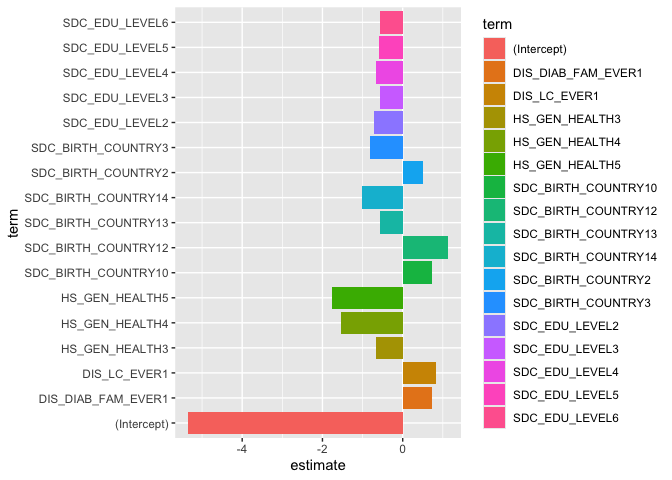 SDC_EDU_LEVEL6
SDC_EDU_LEVEL5
SDC_EDU_LEVEL4
SDC_EDU_LEVEL3
SDC_EDU_LEVEL2
SDC_BIRTH_COUNTRY3
SDC_BIRTH_COUNTRY2
SDC_BIRTH_COUNTRY14
SDC_BIRTH_COUNTRY13
SDC_BIRTH_COUNTRY12
SDC_BIRTH_COUNTRY10
HS_GEN_HEALTH5
HS_GEN_HEALTH4
HS_GEN_HEALTH3
DIS_LC_EVER1
DIS_DIAB_FAM_EVER1
(Intercept)
term
-4 -2 0
estimate
term
(Intercept)
DIS_DIAB_FAM_EVER1
DIS_LC_EVER1
HS_GEN_HEALTH3
HS_GEN_HEALTH4
HS_GEN_HEALTH5
SDC_BIRTH_COUNTRY10
SDC_BIRTH_COUNTRY12
SDC_BIRTH_COUNTRY13
SDC_BIRTH_COUNTRY14
SDC_BIRTH_COUNTRY2
SDC_BIRTH_COUNTRY3
SDC_EDU_LEVEL2
SDC_EDU_LEVEL3
SDC_EDU_LEVEL4
SDC_EDU_LEVEL5
SDC_EDU_LEVEL6